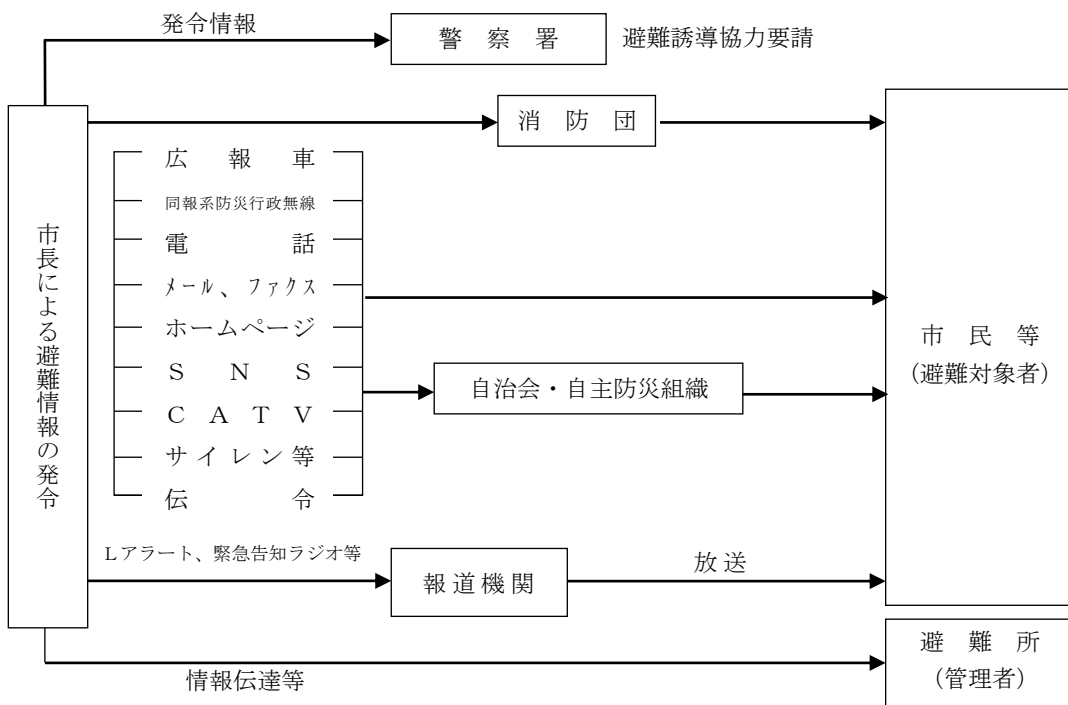 発令情報
警察署
避難誘導協力要請
消防団
市長による避難情報の発令
広報車
同報系防災行政無線
電話
メール、ファクス
ホームページ
SNS
CATV
サイレン等
伝令
自治会・自主防災組織
市民等
(避難対象者)
Lアラート、緊急告知ラジオ等
報道機関
放送
情報伝達等
避難所
(管理者)